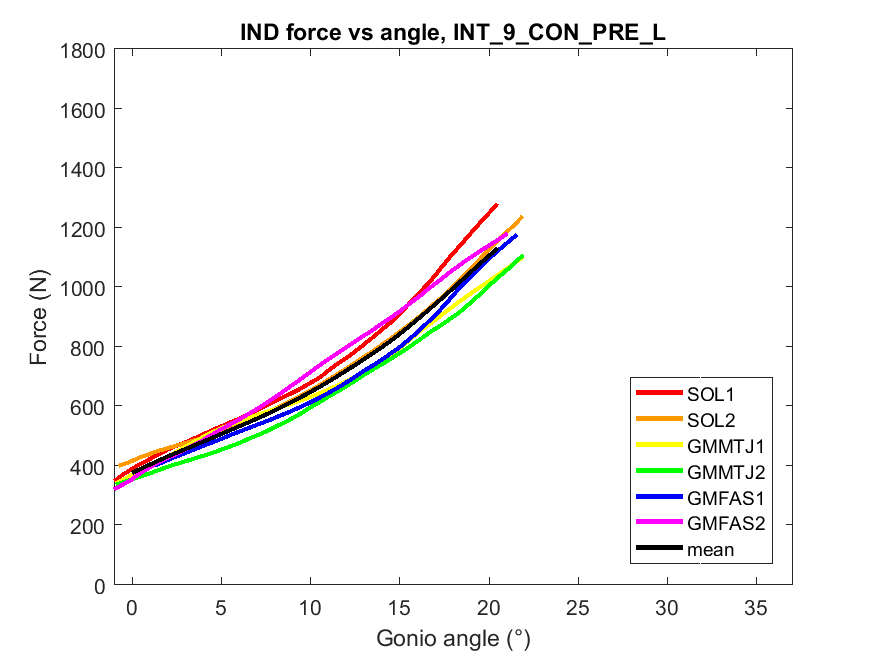 IND force vs angle, INT_9_CON_PRE_L
1800
1600
1400
1200
1000
800
600
400
200
0
Force (N)
0 5 10 15 20 25 30 35
Gonio angle (°)
SOL1
SOL2
GMMTJ1
GMMTJ2
GMFAS1
GMFAS2
mean